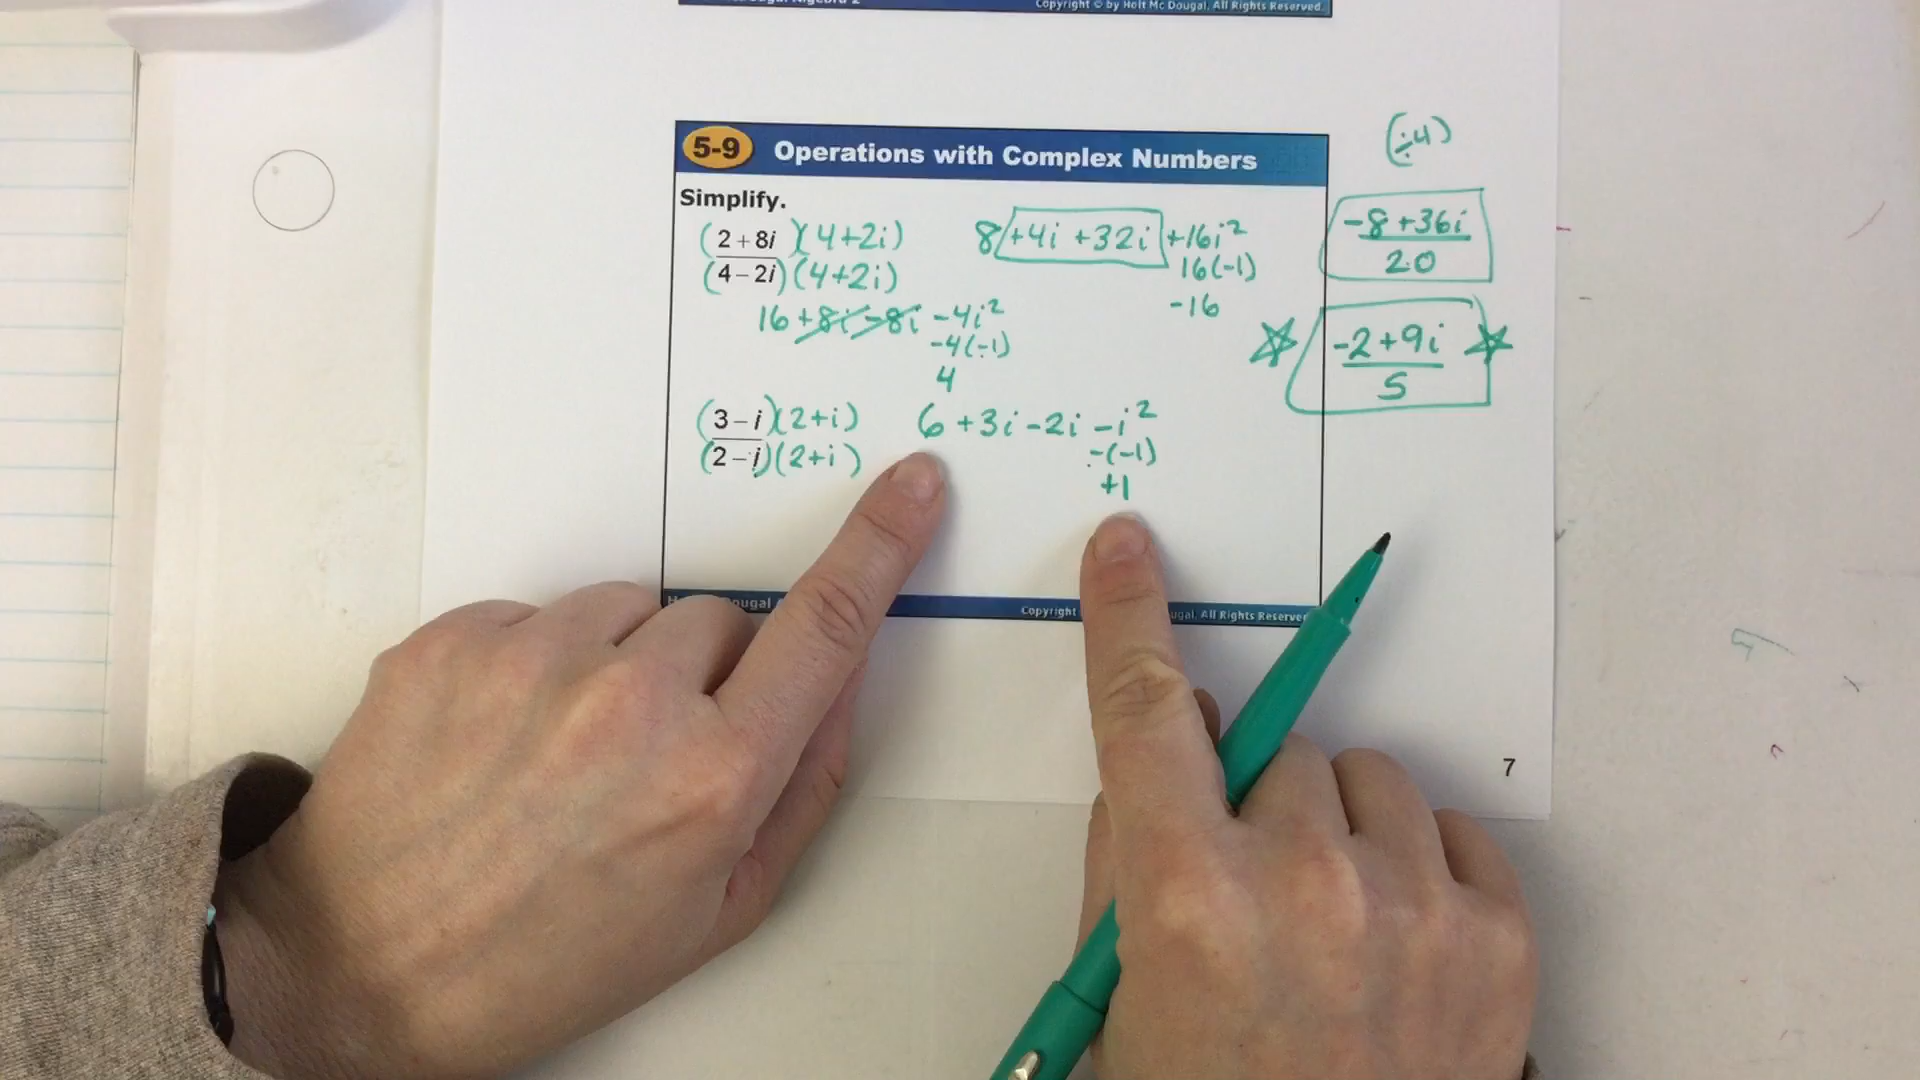 Copyright © by Holt Mc Dougal. All Rights Reserved.
5-9 Operations with Complex Numbers
(÷4)
Simplify.
(2 + 8i)(4+2i)
(4 – 2i)(4+2i)
8 +4i +32i +16i²
16(-1)
-16
-8+36i
20
16 +8i -8i -4i²
-4(-1)
4
-2+9i
5
(3 – i)(2+i)
(2 – i)(2+i)
6 +3i -2i -i²
-(-1)
+1
Copyright
All Rights Reserve
7